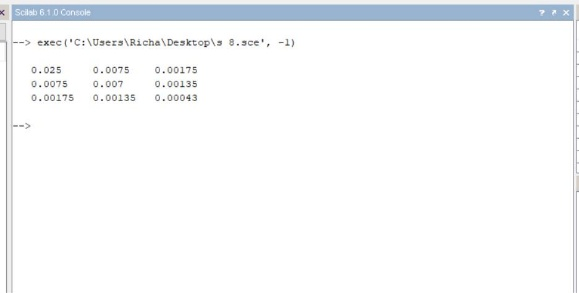 Scilab 6.1.0 Console
--> exec('C:\Users\Richa\Desktop\s 8.sce', -1)
0.025 0.0075 0.00175
0.0075 0.007 0.00135
0.00175 0.00135 0.00043
-->